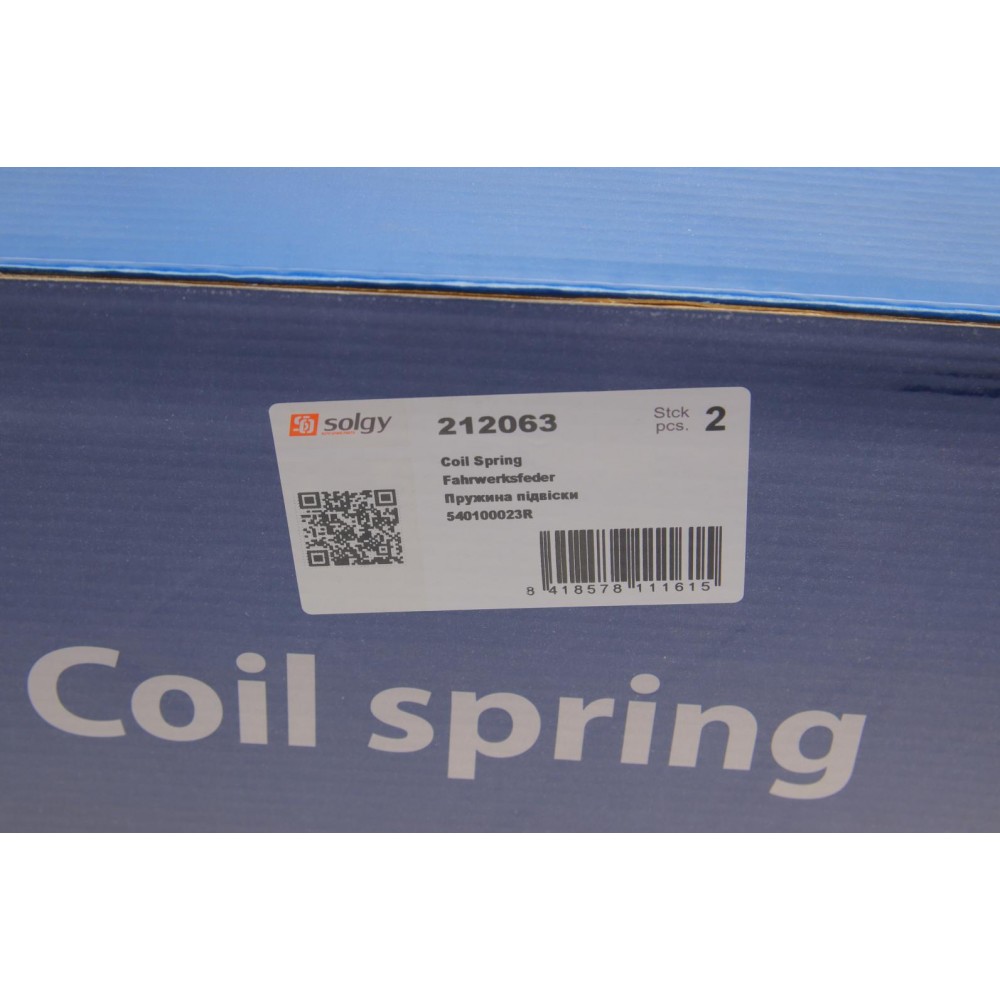 solgy 212063 Stck pcs. 2
Coil Spring
Fahrwerksfeder
Пружина підвіски
540100023R
8 418578 111615
Coil spring